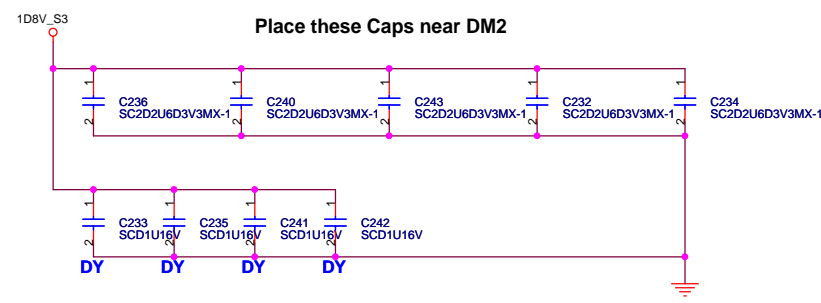 1D8V_S3
Place these Caps near DM2
1 1 1 1 1
C236 C240 C243 C232 C234
SC2D2U6D3V3MX-1 SC2D2U6D3V3MX-1 SC2D2U6D3V3MX-1 SC2D2U6D3V3MX-1 SC2D2U6D3V3MX-1
2 2 2 2 2
1 1 1 1
C233 C235 C241 C242
SCD1U16V SCD1U16V SCD1U16V SCD1U16V
2 2 2 2
DY DY DY DY